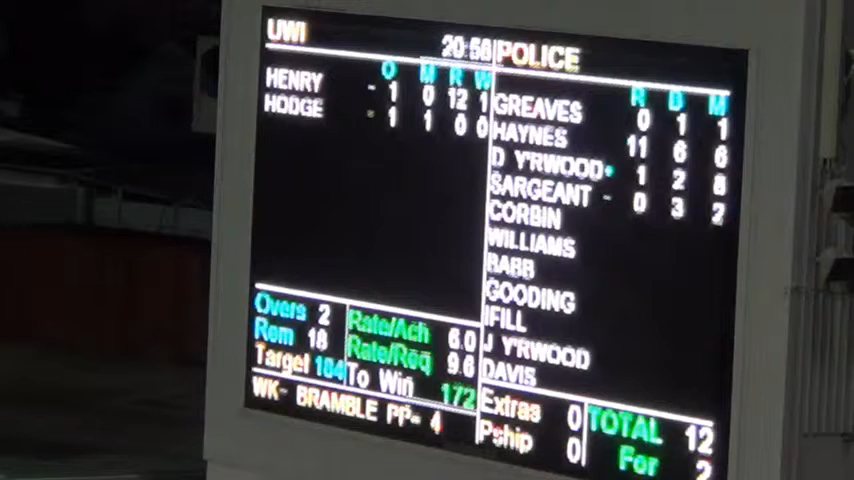 UWI 20:58
O M R W
HENRY - 1 0 12 1
HODGE * 1 1 0 0
POLICE
R D M
GREAVES 0 1 1
HAYNES 11 6 6
D Y'RWOOD* 1 2 8
SARGEANT - 0 3 2
CORBIN
WILLIAMS
BABB
GOODING
IFILL
J Y'RWOOD
DAVIS
Overs 2
Rem 18
Target 184
Rate/Ach 6.0
Rate/Req 9.6
To Win 172
WK- BRAMBLE PP- 4
Extras 0
Pship 0
TOTAL 12
For 2